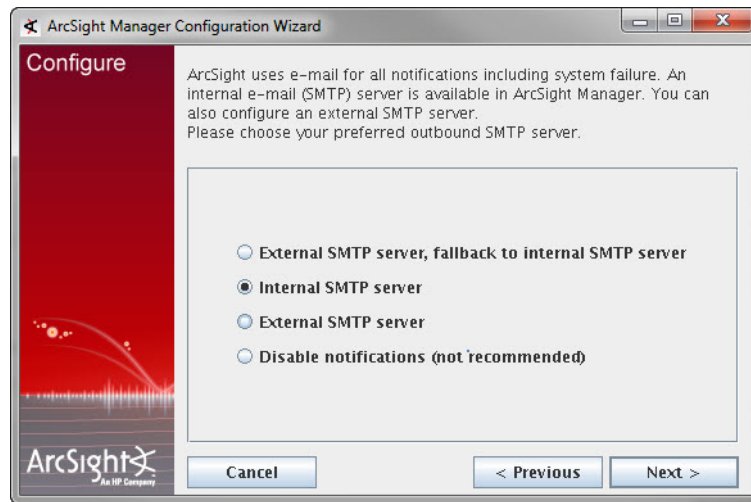 ArcSight Manager Configuration Wizard
Configure
ArcSight uses e-mail for all notifications including system failure. An
internal e-mail (SMTP) server is available in ArcSight Manager. You can
also configure an external SMTP server.
Please choose your preferred outbound SMTP server.
External SMTP server, fallback to internal SMTP server
Internal SMTP server
External SMTP server
Disable notifications (not recommended)
ArcSight
An HP Company
Cancel
< Previous
Next >